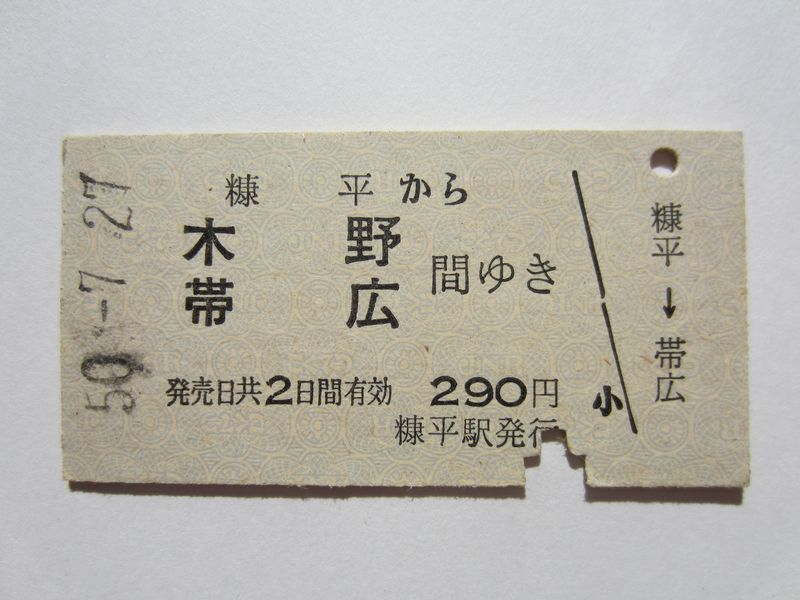 50.-7.27
糠平から
木野
帯広
間ゆき
発売日共2日間有効 290円
糠平駅発行
小
糠平→帯広